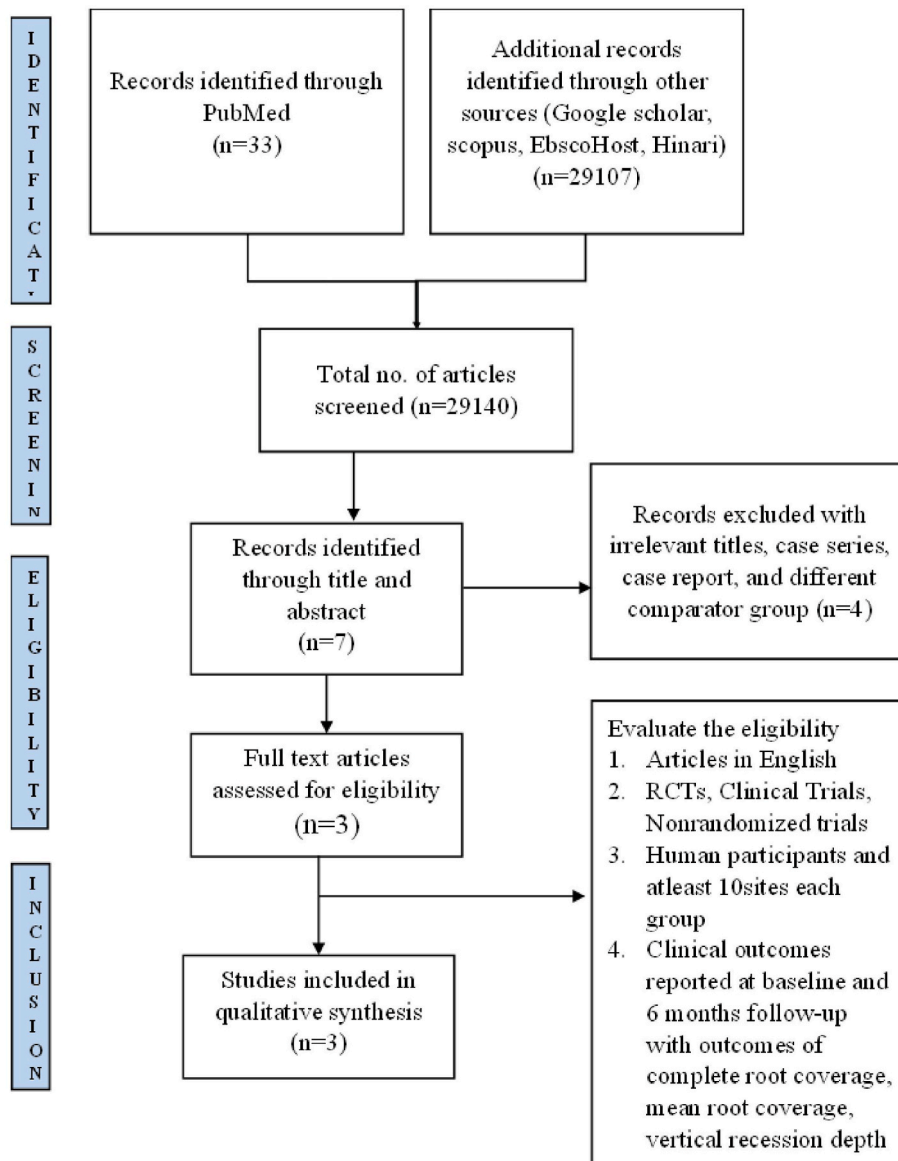 IDENTIFICAT
Records identified through
PubMed
(n=33)
Additional records
identified through other
sources (Google scholar,
scopus, EbscoHost, Hinari)
(n=29107)
SCREENIN
Total no. of articles
screened (n=29140)
Records identified
through title and
abstract
(n=7)
Records excluded with
irrelevant titles, case series,
case report, and different
comparator group (n=4)
ELIGIBILITY
Full text articles
assessed for eligibility
(n=3)
Evaluate the eligibility
1. Articles in English
2. RCTs, Clinical Trials,
Nonrandomized trials
3. Human participants and
atleast 10sites each
group
4. Clinical outcomes
reported at baseline and
6 months follow-up
with outcomes of
complete root coverage,
mean root coverage,
vertical recession depth
INCLUSION
Studies included in
qualitative synthesis
(n=3)